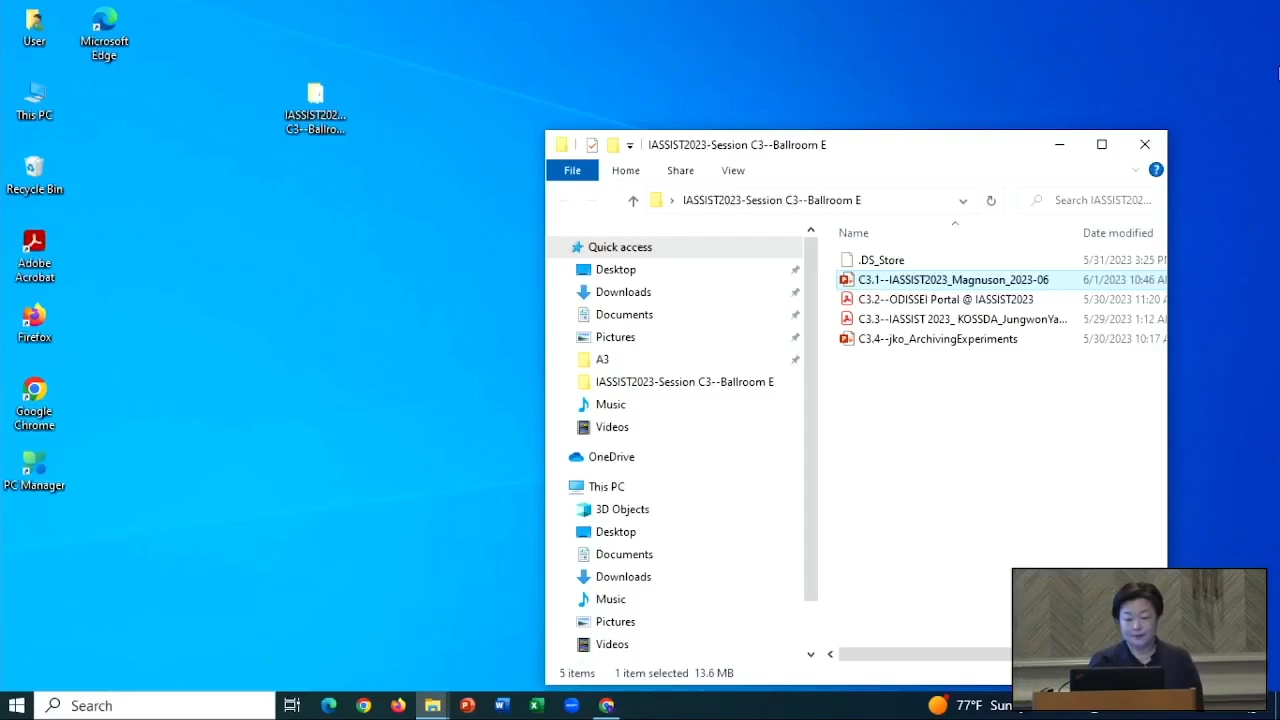 User
Microsoft
Edge
This PC
IASSIST202...
C3--Ballro...
Recycle Bin
Adobe
Acrobat
Firefox
Google
Chrome
PC Manager
IASSIST2023-Session C3--Ballroom E
File
Home
Share
View
IASSIST2023-Session C3--Ballroom E
Search IASSIST202...
Quick access
Desktop
Downloads
Documents
Pictures
A3
IASSIST2023-Session C3--Ballroom E
Music
Videos
OneDrive
This PC
3D Objects
Desktop
Documents
Downloads
Music
Pictures
Videos
Name
Date modified
.DS_Store
5/31/2023 3:25 PM
C3.1--IASSIST2023_Magnuson_2023-06
6/1/2023 10:46 A
C3.2--ODISSEI Portal @ IASSIST2023
5/30/2023 11:20 A
C3.3--IASSIST 2023_ KOSSDA_JungwonYa...
5/29/2023 1:12 A
C3.4--jko_ArchivingExperiments
5/30/2023 10:17 A
5 items
1 item selected 13.6 MB
Search
77°F Sun